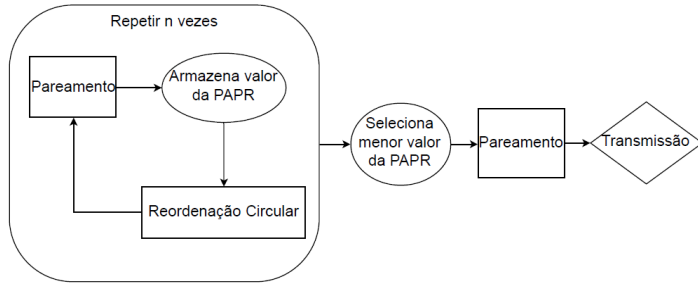 Repetir n vezes
Pareamento
Armazena valor
da PAPR
Reordenação Circular
Seleciona
menor valor
da PAPR
Pareamento
Transmissão